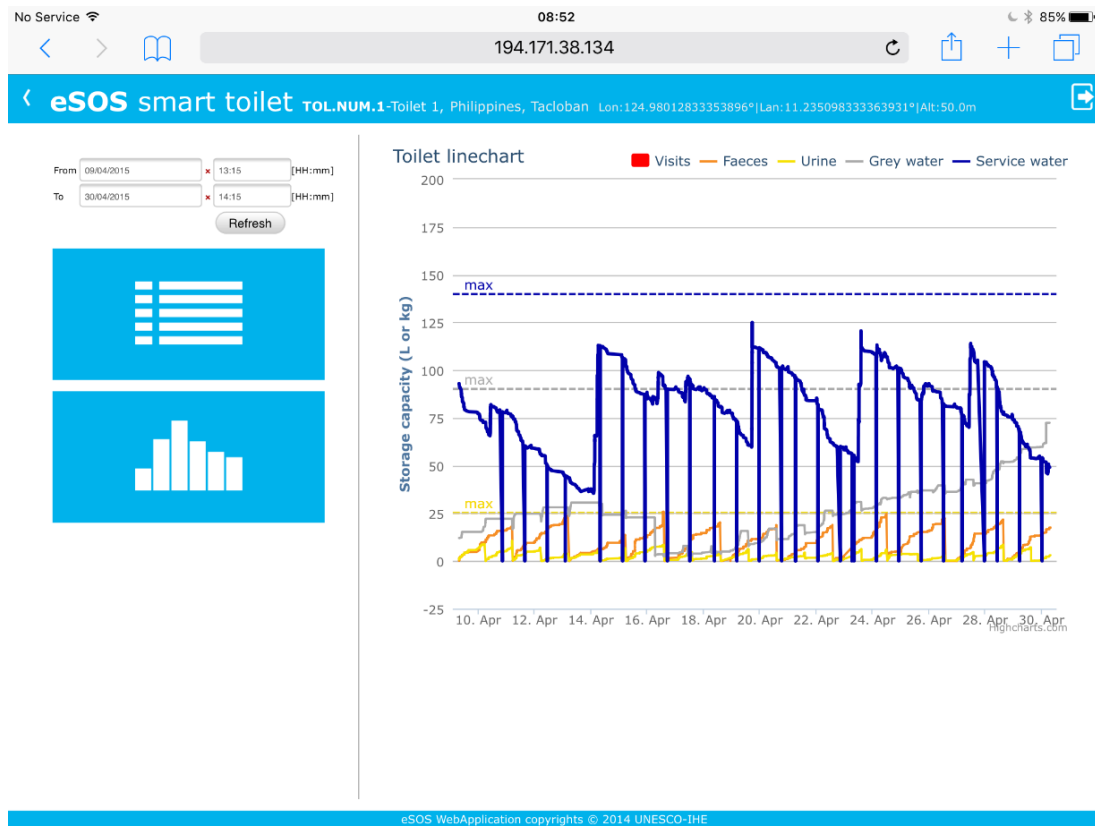 No Service 08:52 85%
194.171.38.134
eSOS smart toilet TOL.NUM.1-Toilet 1, Philippines, Tacloban Lon:124.98012833353896°|Lan:11.235098333363931°|Alt:50.0m
From 09/04/2015 × 13:15 [HH:mm]
To 30/04/2015 × 14:15 [HH:mm]
Refresh
Toilet linechart
Visits Faeces Urine Grey water Service water
Storage capacity (L or kg)
200
175
150
max
125
100
max
75
50
max
25
0
-25
10. Apr 12. Apr 14. Apr 16. Apr 18. Apr 20. Apr 22. Apr 24. Apr 26. Apr 28. Apr 30. Apr
Highcharts.com
eSOS WebApplication copyrights © 2014 UNESCO-IHE